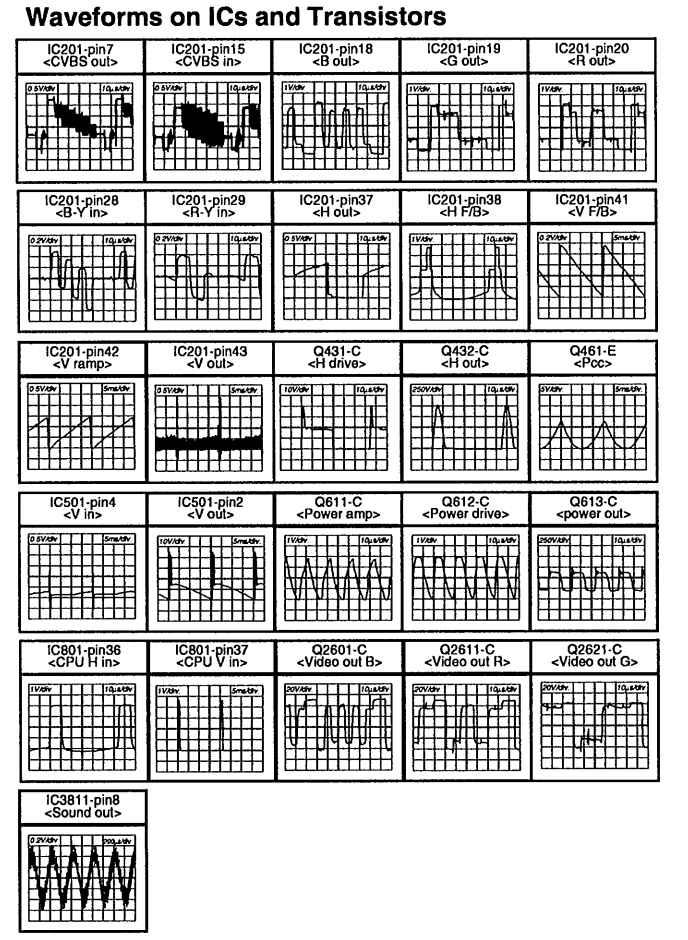 Waveforms on ICs and Transistors
IC201-pin7
<CVBS out>
0 5V/div 10µs/div
IC201-pin15
<CVBS in>
0 5V/div 10µs/div
IC201-pin18
<B out>
1V/div 10µs/div
IC201-pin19
<G out>
1V/div. 10µs/div
IC201-pin20
<R out>
1V/div. 10µs/div
IC201-pin28
<B-Y in>
0 2V/div 10µs/div
IC201-pin29
<R-Y in>
0 2V/div 10µs/div
IC201-pin37
<H out>
0 5V/div 10µs/div
IC201-pin38
<H F/B>
1V/div 10µs/div
IC201-pin41
<V F/B>
0 2V/div 5ms/div
IC201-pin42
<V ramp>
0 5V/div 5ms/div
IC201-pin43
<V out>
0 5V/div 5ms/div.
Q431-C
<H drive>
10V/div 10µs/div
Q432-C
<H out>
250V/div 10µs/div
Q461-E
<Pcc>
5V/div 5ms/div.
IC501-pin4
<V in>
0 5V/div 5ms/div
IC501-pin2
<V out>
10V/div 5ms/div
Q611-C
<Power amp>
1V/div 10µs/div
Q612-C
<Power drive>
1V/div 10µs/div
Q613-C
<power out>
250V/div 10µs/div
IC801-pin36
<CPU H in>
1V/div 10µs/div
IC801-pin37
<CPU V in>
1V/div. 5ms/div.
Q2601-C
<Video out B>
20V/div 10µs/div
Q2611-C
<Video out R>
20V/div 10µs/div
Q2621-C
<Video out G>
20V/div. 10µs/div
IC3811-pin8
<Sound out>
0 2V/div 200µs/div